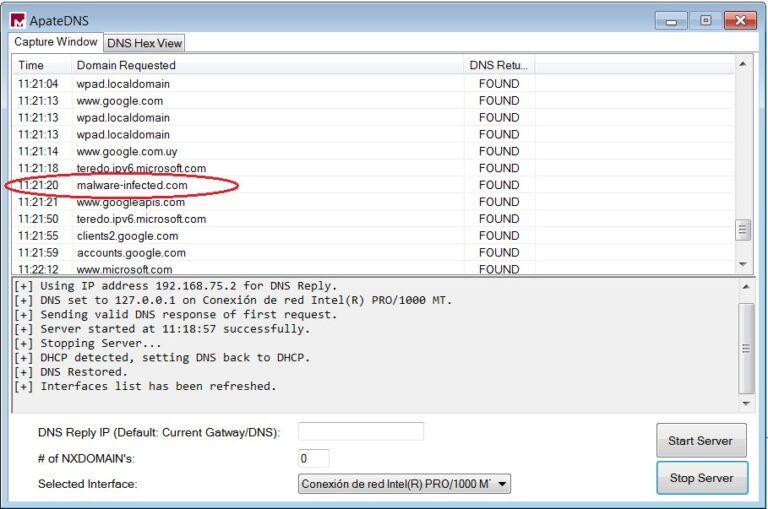 ApateDNS
Capture Window DNS Hex View
Time Domain Requested DNS Retu...
11:21:04 wpad.localdomain FOUND
11:21:13 www.google.com FOUND
11:21:13 wpad.localdomain FOUND
11:21:13 wpad.localdomain FOUND
11:21:14 www.google.com.uy FOUND
11:21:18 teredo.ipv6.microsoft.com FOUND
11:21:20 malware-infected.com FOUND
11:21:21 www.googleapis.com FOUND
11:21:50 teredo.ipv6.microsoft.com FOUND
11:21:55 clients2.google.com FOUND
11:21:59 accounts.google.com FOUND
11:22:12 www.microsoft.com FOUND
[+] Using IP address 192.168.75.2 for DNS Reply.
[+] DNS set to 127.0.0.1 on Conexión de red Intel(R) PRO/1000 MT.
[+] Sending valid DNS response of first request.
[+] Server started at 11:18:57 successfully.
[+] Stopping Server...
[+] DHCP detected, setting DNS back to DHCP.
[+] DNS Restored.
[+] Interfaces list has been refreshed.
DNS Reply IP (Default: Current Gatway/DNS):
Start Server
# of NXDOMAIN's: 0
Selected Interface: Conexión de red Intel(R) PRO/1000 M
Stop Server